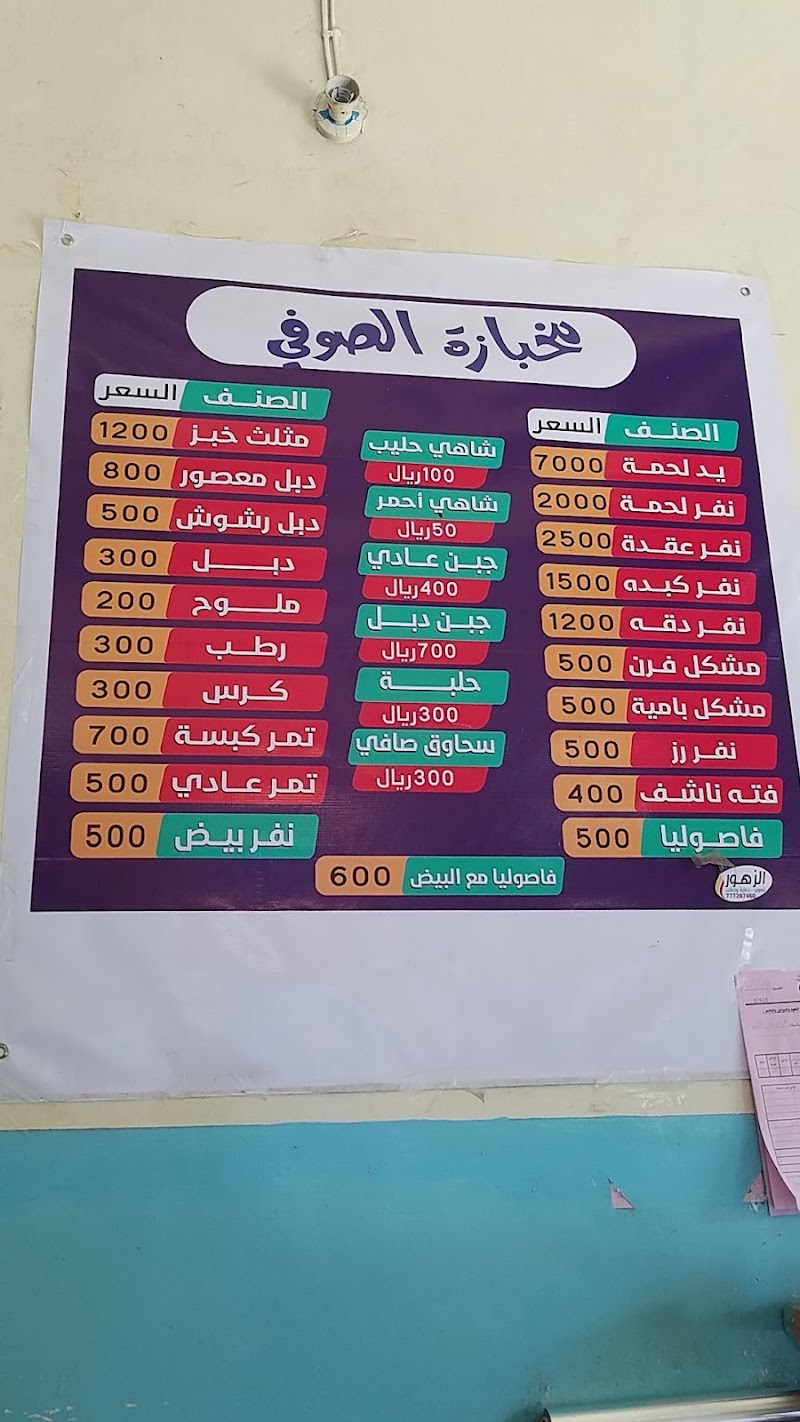 مخبازة الصوفي
الصنف السعر
يد لحمة 7000
نفر لحمة 2000
نفر عقدة 2500
نفر كبده 1500
نفر دقه 1200
مشكل فرن 500
مشكل بامية 500
نفر رز 500
فته ناشف 400
فاصوليا 500
شاهي حليب
100ريال
شاهي أحمر
50ريال
جبن عادي
400ريال
جبن دبل
700ريال
حلبة
300ريال
سحاوق صافي
300ريال
الصنف السعر
مثلث خبز 1200
دبل معصور 800
دبل رشوش 500
دبل 300
ملوح 200
رطب 300
كرس 300
تمر كبسة 700
تمر عادي 500
نفر بيض 500
فاصوليا مع البيض 600
الزهور
777287460